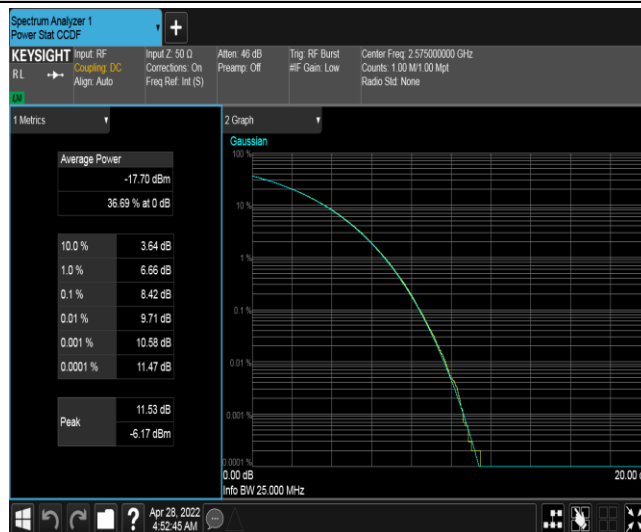 Spectrum Analyzer 1
Power Stat CCDF
+
KEYSIGHT
RL
Input: RF
Coupling: DC
Align: Auto
Input Z: 50 Ω
Corrections: On
Freq Ref: Int (S)
Atten: 46 dB
Preamp: Off
Trig: RF Burst
#IF Gain: Low
Center Freq: 2.575000000 GHz
Counts: 1.00 M/1.00 Mpt
Radio Std: None
1 Metrics
Average Power
-17.70 dBm
36.69 % at 0 dB
10.0 % 3.64 dB
1.0 % 6.66 dB
0.1 % 8.42 dB
0.01 % 9.71 dB
0.001 % 10.58 dB
0.0001 % 11.47 dB
Peak
11.53 dB
-6.17 dBm
2 Graph
Gaussian
100 %
10 %
1 %
0.1 %
0.01 %
0.001 %
0.0001 %
0.00 dB
20.00
Info BW 25.000 MHz
?
Apr 28, 2022
4:52:45 AM